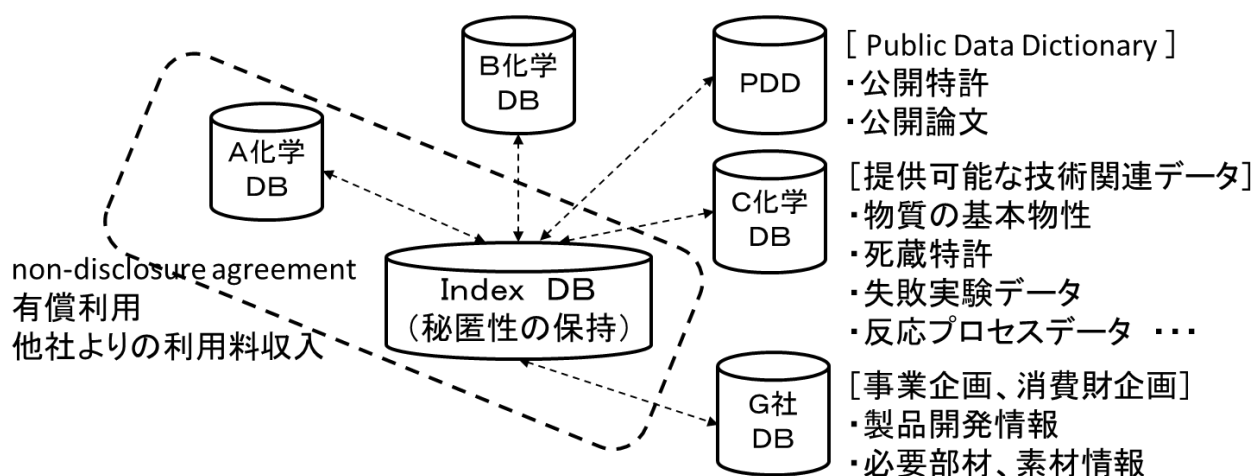 B化学
DB
A化学
DB
PDD
[ Public Data Dictionary ]
・公開特許
・公開論文
C化学
DB
[提供可能な技術関連データ]
・物質の基本物性
・死蔵特許
・失敗実験データ
・反応プロセスデータ ・・・
non-disclosure agreement
有償利用
他社よりの利用料収入
Index DB
（秘匿性の保持）
G社
DB
[事業企画、消費財企画]
・製品開発情報
・必要部材、素材情報